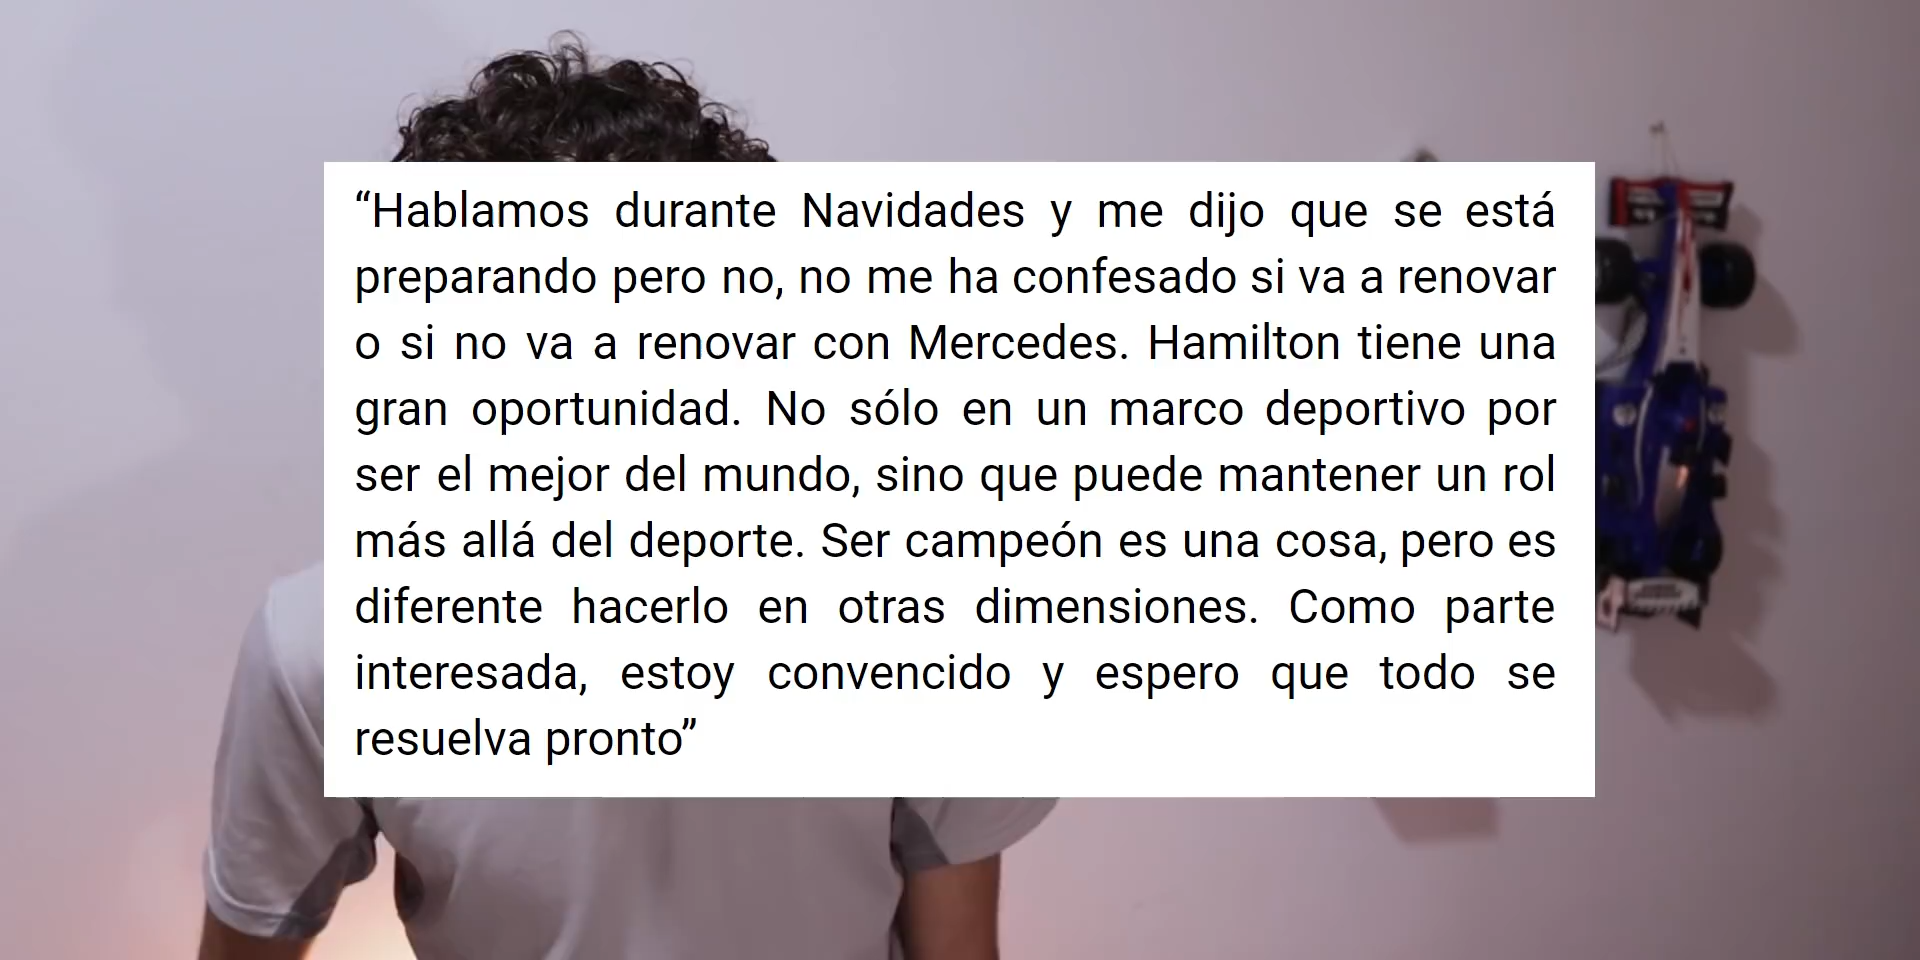 “Hablamos durante Navidades y me dijo que se está
preparando pero no, no me ha confesado si va a renovar
o si no va a renovar con Mercedes. Hamilton tiene una
gran oportunidad. No sólo en un marco deportivo por
ser el mejor del mundo, sino que puede mantener un rol
más allá del deporte. Ser campeón es una cosa, pero es
diferente hacerlo en otras dimensiones. Como parte
interesada, estoy convencido y espero que todo se
resuelva pronto”